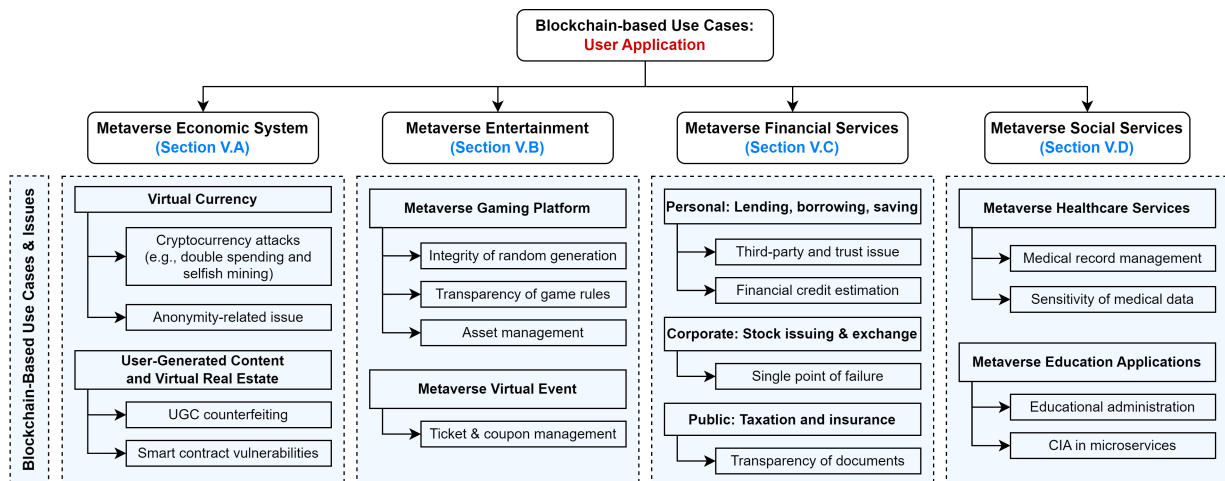 Blockchain-based Use Cases:
User Application
Metaverse Economic System
(Section V.A)
Metaverse Entertainment
(Section V.B)
Metaverse Financial Services
(Section V.C)
Metaverse Social Services
(Section V.D)
Blockchain-Based Use Cases & Issues
Virtual Currency
Cryptocurrency attacks
(e.g., double spending and
selfish mining)
Anonymity-related issue
User-Generated Content
and Virtual Real Estate
UGC counterfeiting
Smart contract vulnerabilities
Metaverse Gaming Platform
Integrity of random generation
Transparency of game rules
Asset management
Metaverse Virtual Event
Ticket & coupon management
Personal: Lending, borrowing, saving
Third-party and trust issue
Financial credit estimation
Corporate: Stock issuing & exchange
Single point of failure
Public: Taxation and insurance
Transparency of documents
Metaverse Healthcare Services
Medical record management
Sensitivity of medical data
Metaverse Education Applications
Educational administration
CIA in microservices